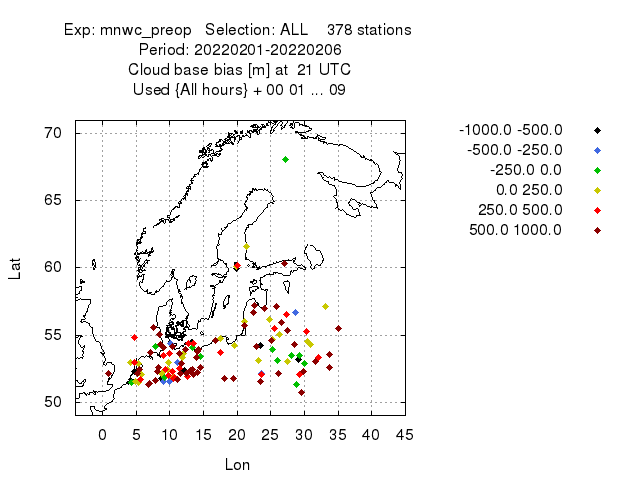 Exp: mnwc_preop Selection: ALL 378 stations
Period: 20220201-20220206
Cloud base bias [m] at 21 UTC
Used {All hours} + 00 01 ... 09
-1000.0 -500.0
-500.0 -250.0
-250.0 0.0
0.0 250.0
250.0 500.0
500.0 1000.0
70
65
60
55
50
Lat
0 5 10 15 20 25 30 35 40 45
Lon